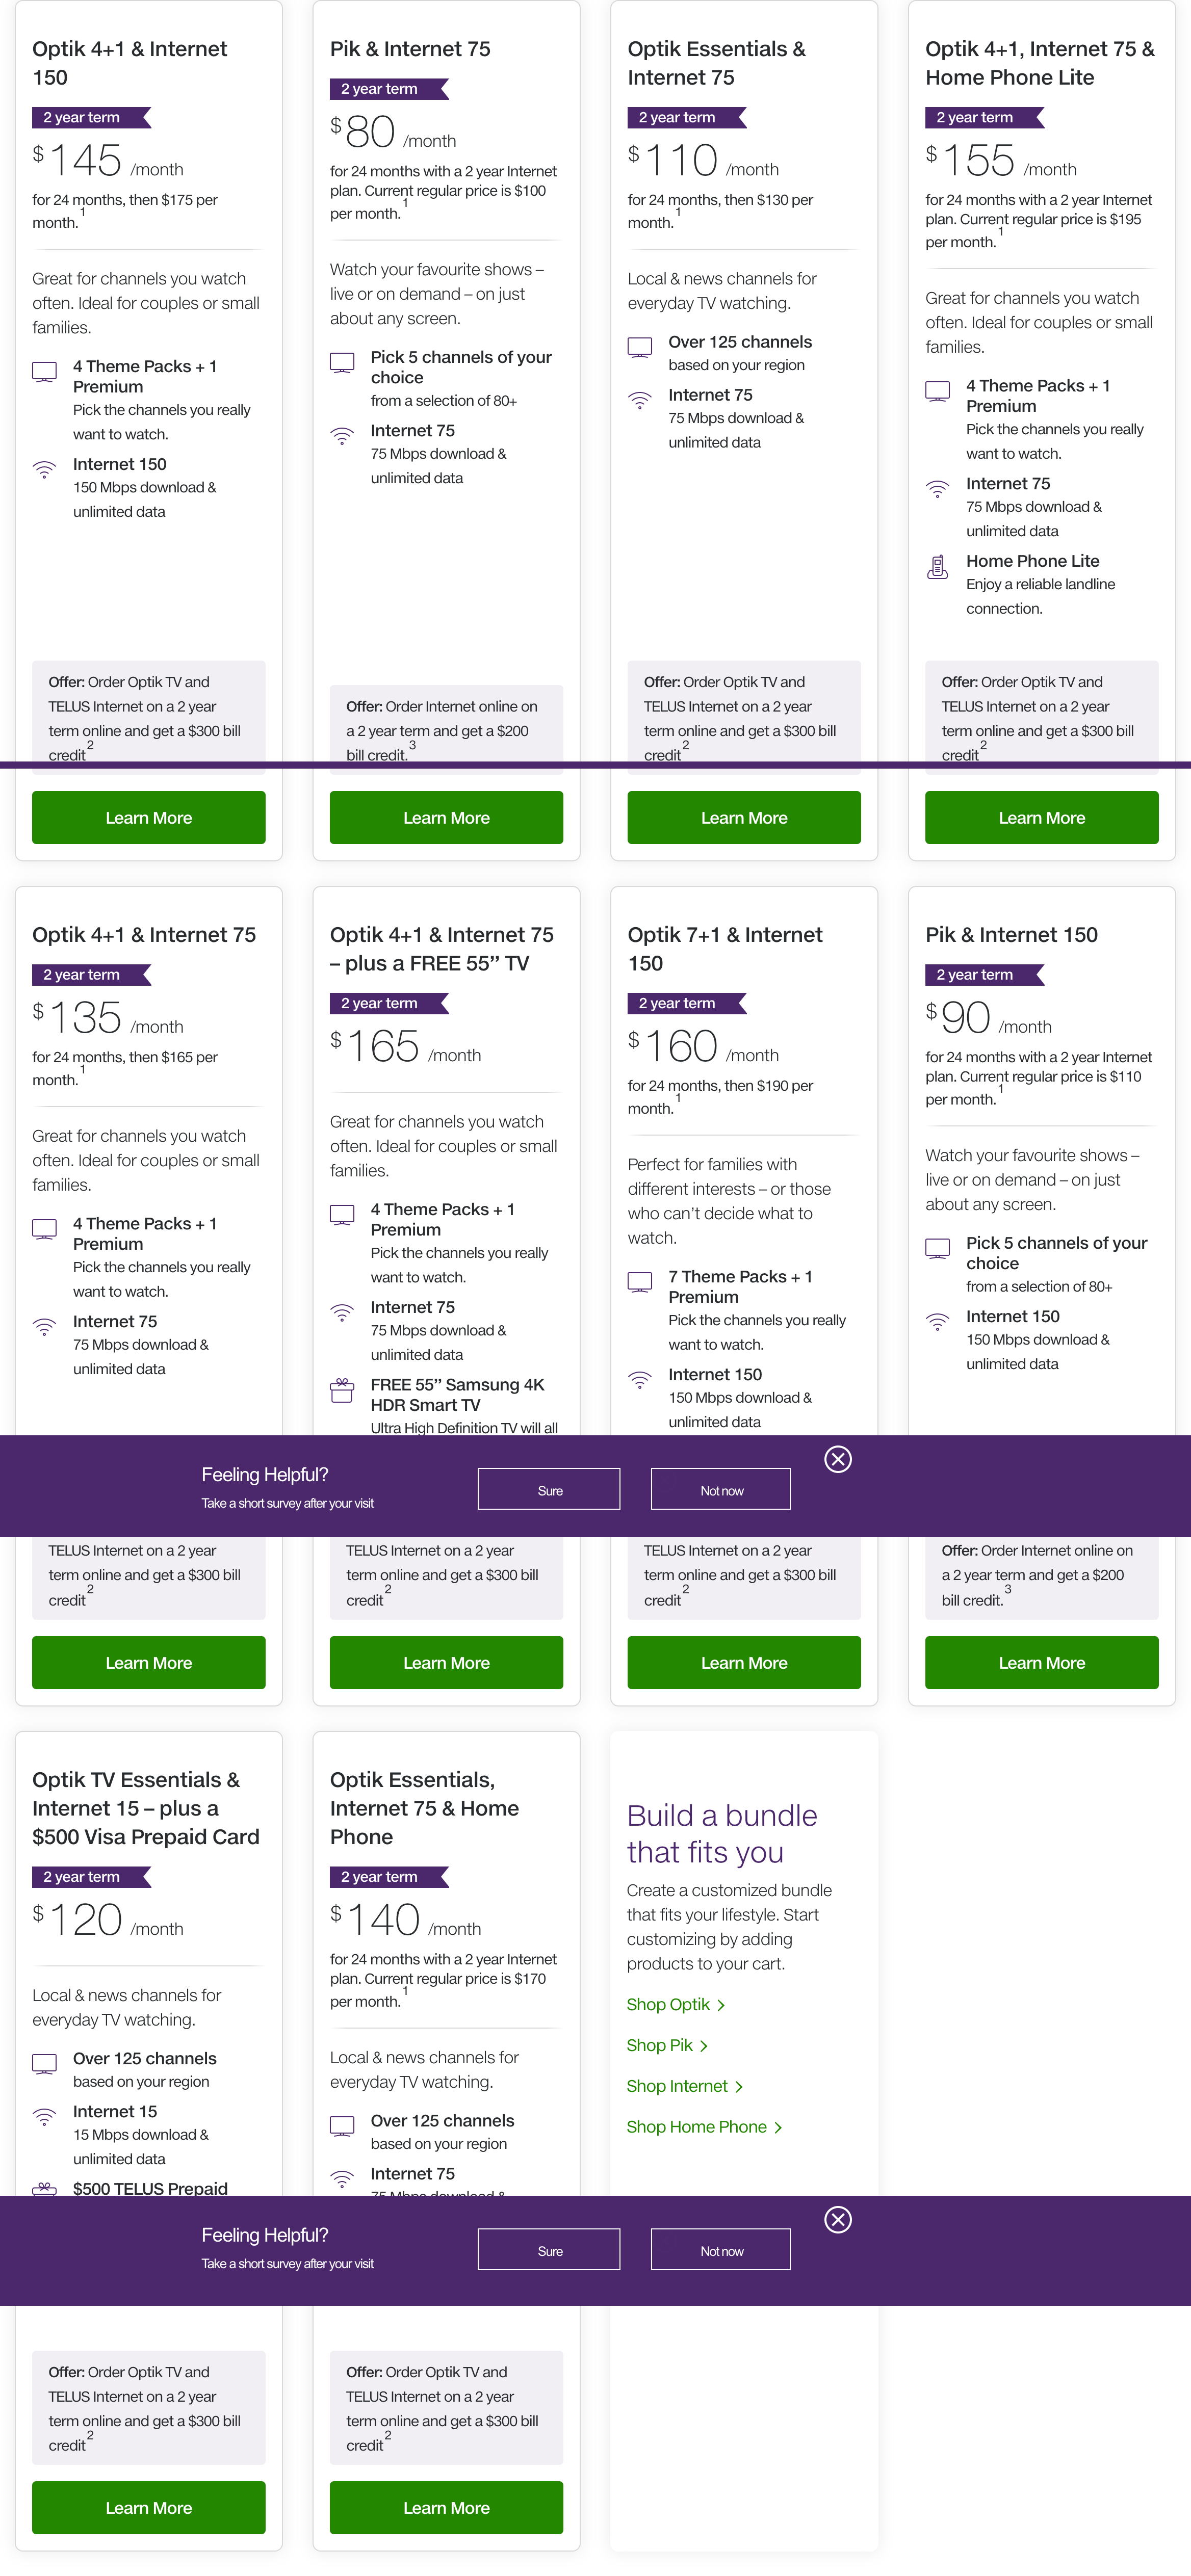 Optik 4+1 & Internet
150
2 year term
$145 /month
for 24 months, then $175 per
month.1
Great for channels you watch
often. Ideal for couples or small
families.
4 Theme Packs + 1
Premium
Pick the channels you really
want to watch.
Internet 150
150 Mbps download &
unlimited data
Offer: Order Optik TV and
TELUS Internet on a 2 year
term online and get a $300 bill
credit2
Learn More
Pik & Internet 75
2 year term
$80 /month
for 24 months with a 2 year Internet
plan. Current regular price is $100
per month.1
Watch your favourite shows –
live or on demand – on just
about any screen.
Pick 5 channels of your
choice
from a selection of 80+
Internet 75
75 Mbps download &
unlimited data
Offer: Order Internet online on
a 2 year term and get a $200
bill credit.3
Learn More
Optik Essentials &
Internet 75
2 year term
$110 /month
for 24 months, then $130 per
month.1
Local & news channels for
everyday TV watching.
Over 125 channels
based on your region
Internet 75
75 Mbps download &
unlimited data
Offer: Order Optik TV and
TELUS Internet on a 2 year
term online and get a $300 bill
credit2
Learn More
Optik 4+1, Internet 75 &
Home Phone Lite
2 year term
$155 /month
for 24 months with a 2 year Internet
plan. Current regular price is $195
per month.1
Great for channels you watch
often. Ideal for couples or small
families.
4 Theme Packs + 1
Premium
Pick the channels you really
want to watch.
Internet 75
75 Mbps download &
unlimited data
Home Phone Lite
Enjoy a reliable landline
connection.
Offer: Order Optik TV and
TELUS Internet on a 2 year
term online and get a $300 bill
credit2
Learn More
Optik 4+1 & Internet 75
2 year term
$135 /month
for 24 months, then $165 per
month.1
Great for channels you watch
often. Ideal for couples or small
families.
4 Theme Packs + 1
Premium
Pick the channels you really
want to watch.
Internet 75
75 Mbps download &
unlimited data
TELUS Internet on a 2 year
term online and get a $300 bill
credit2
Learn More
Optik 4+1 & Internet 75
– plus a FREE 55’’ TV
2 year term
$165 /month
Great for channels you watch
often. Ideal for couples or small
families.
4 Theme Packs + 1
Premium
Pick the channels you really
want to watch.
Internet 75
75 Mbps download &
unlimited data
FREE 55’’ Samsung 4K
HDR Smart TV
Ultra High Definition TV will all
TELUS Internet on a 2 year
term online and get a $300 bill
credit2
Learn More
Optik 7+1 & Internet
150
2 year term
$160 /month
for 24 months, then $190 per
month.1
Perfect for families with
different interests – or those
who can’t decide what to
watch.
7 Theme Packs + 1
Premium
Pick the channels you really
want to watch.
Internet 150
150 Mbps download &
unlimited data
TELUS Internet on a 2 year
term online and get a $300 bill
credit2
Learn More
Pik & Internet 150
2 year term
$90 /month
for 24 months with a 2 year Internet
plan. Current regular price is $110
per month.1
Watch your favourite shows –
live or on demand – on just
about any screen.
Pick 5 channels of your
choice
from a selection of 80+
Internet 150
150 Mbps download &
unlimited data
Offer: Order Internet online on
a 2 year term and get a $200
bill credit.3
Learn More
Feeling Helpful?
Take a short survey after your visit
Sure
Not now
Optik TV Essentials &
Internet 15 – plus a
$500 Visa Prepaid Card
2 year term
$120 /month
Local & news channels for
everyday TV watching.
Over 125 channels
based on your region
Internet 15
15 Mbps download &
unlimited data
$500 TELUS Prepaid
Offer: Order Optik TV and
TELUS Internet on a 2 year
term online and get a $300 bill
credit2
Learn More
Optik Essentials,
Internet 75 & Home
Phone
2 year term
$140 /month
for 24 months with a 2 year Internet
plan. Current regular price is $170
per month.1
Local & news channels for
everyday TV watching.
Over 125 channels
based on your region
Internet 75
75 Mbps download &
Offer: Order Optik TV and
TELUS Internet on a 2 year
term online and get a $300 bill
credit2
Learn More
Build a bundle
that fits you
Create a customized bundle
that fits your lifestyle. Start
customizing by adding
products to your cart.
Shop Optik
Shop Pik
Shop Internet
Shop Home Phone
Feeling Helpful?
Take a short survey after your visit
Sure
Not now